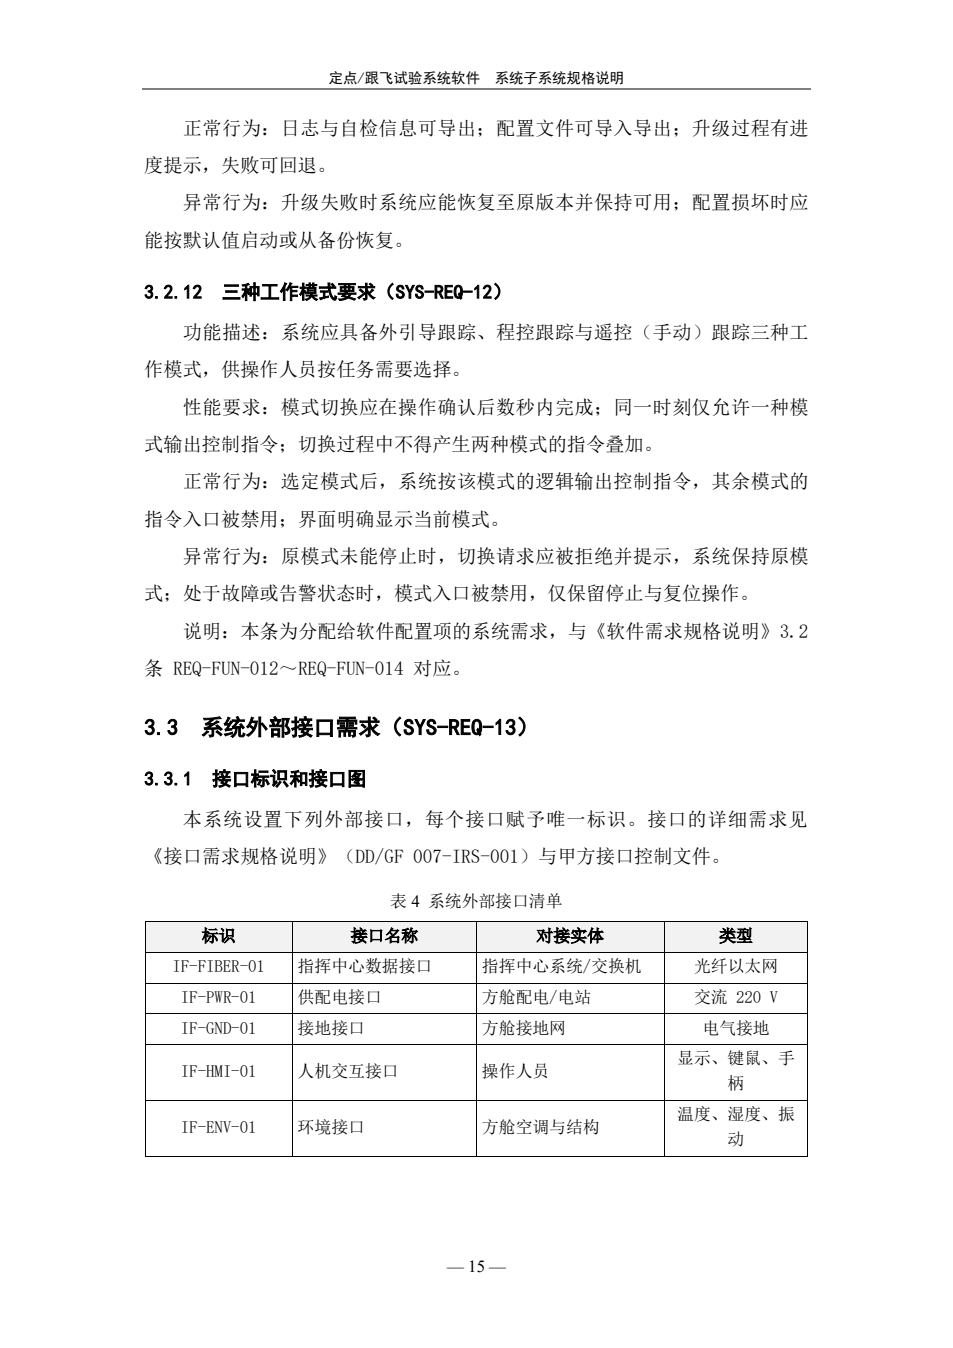 定点/跟飞试验系统软件　系统子系统规格说明
正常行为：日志与自检信息可导出；配置文件可导入导出；升级过程有进
度提示，失败可回退。
异常行为：升级失败时系统应能恢复至原版本并保持可用；配置损坏时应
能按默认值启动或从备份恢复。
3.2.12　三种工作模式要求（SYS-REQ-12）
功能描述：系统应具备外引导跟踪、程控跟踪与遥控（手动）跟踪三种工
作模式，供操作人员按任务需要选择。
性能要求：模式切换应在操作确认后数秒内完成；同一时刻仅允许一种模
式输出控制指令；切换过程中不得产生两种模式的指令叠加。
正常行为：选定模式后，系统按该模式的逻辑输出控制指令，其余模式的
指令入口被禁用；界面明确显示当前模式。
异常行为：原模式未能停止时，切换请求应被拒绝并提示，系统保持原模
式；处于故障或告警状态时，模式入口被禁用，仅保留停止与复位操作。
说明：本条为分配给软件配置项的系统需求，与《软件需求规格说明》3.2
条 REQ-FUN-012～REQ-FUN-014 对应。
3.3　系统外部接口需求（SYS-REQ-13）
3.3.1　接口标识和接口图
本系统设置下列外部接口，每个接口赋予唯一标识。接口的详细需求见
《接口需求规格说明》（DD/GF 007-IRS-001）与甲方接口控制文件。
表 4 系统外部接口清单
标识　接口名称　对接实体　类型
IF-FIBER-01　指挥中心数据接口　指挥中心系统/交换机　光纤以太网
IF-PWR-01　供配电接口　方舱配电/电站　交流 220 V
IF-GND-01　接地接口　方舱接地网　电气接地
IF-HMI-01　人机交互接口　操作人员　显示、键鼠、手
柄
IF-ENV-01　环境接口　方舱空调与结构　温度、湿度、振
动
— 15 —